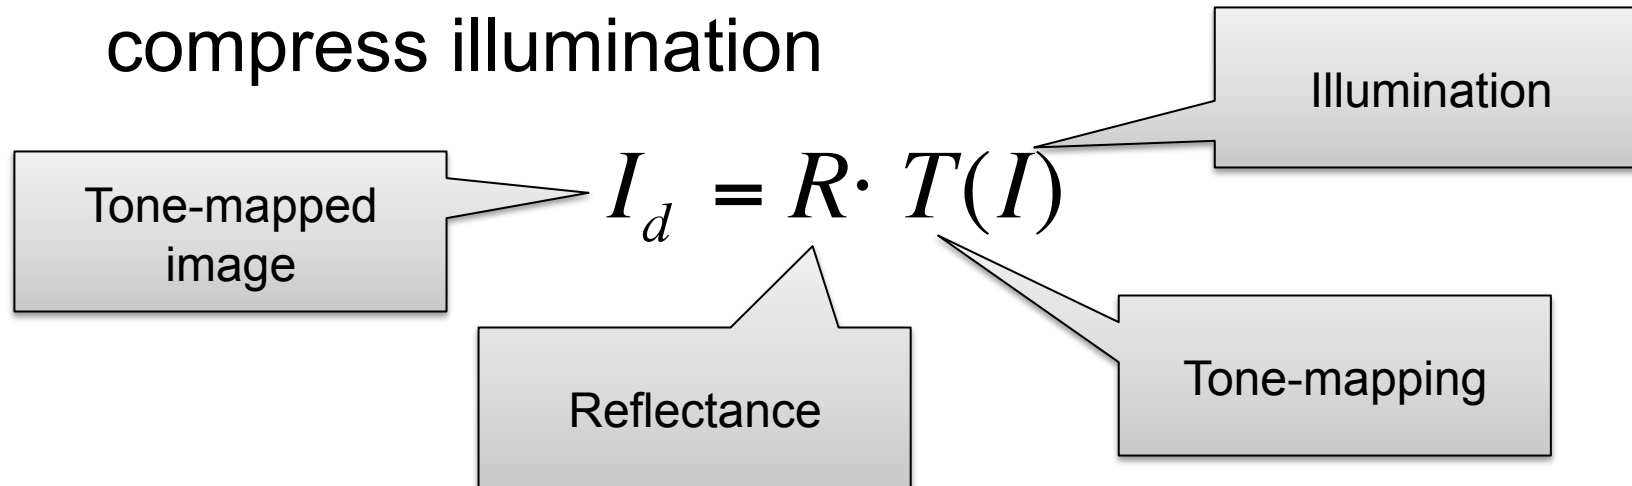 compress illumination
Illumination
I_d = R · T(I)
Tone-mapped
image
Tone-mapping
Reflectance